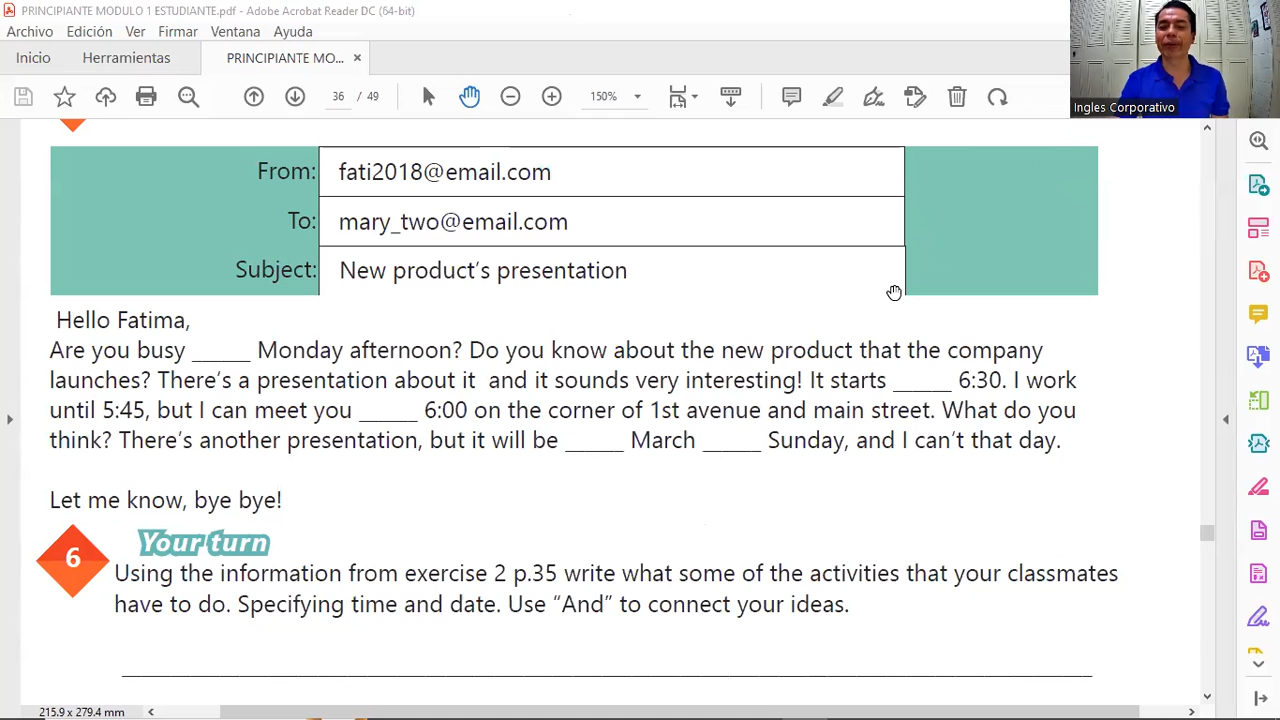 PRINCIPIANTE MODULO 1 ESTUDIANTE.pdf - Adobe Acrobat Reader DC (64-bit)
Archivo Edición Ver Firmar Ventana Ayuda
Inicio Herramientas PRINCIPIANTE MO... ×
36 / 49 150%
Ingles Corporativo
From: fati2018@email.com
To: mary_two@email.com
Subject: New product's presentation
Hello Fatima,
Are you busy _____ Monday afternoon? Do you know about the new product that the company
launches? There's a presentation about it and it sounds very interesting! It starts _____ 6:30. I work
until 5:45, but I can meet you _____ 6:00 on the corner of 1st avenue and main street. What do you
think? There's another presentation, but it will be _____ March _____ Sunday, and I can't that day.
Let me know, bye bye!
6 Your turn
Using the information from exercise 2 p.35 write what some of the activities that your classmates
have to do. Specifying time and date. Use “And” to connect your ideas.
215.9 x 279.4 mm